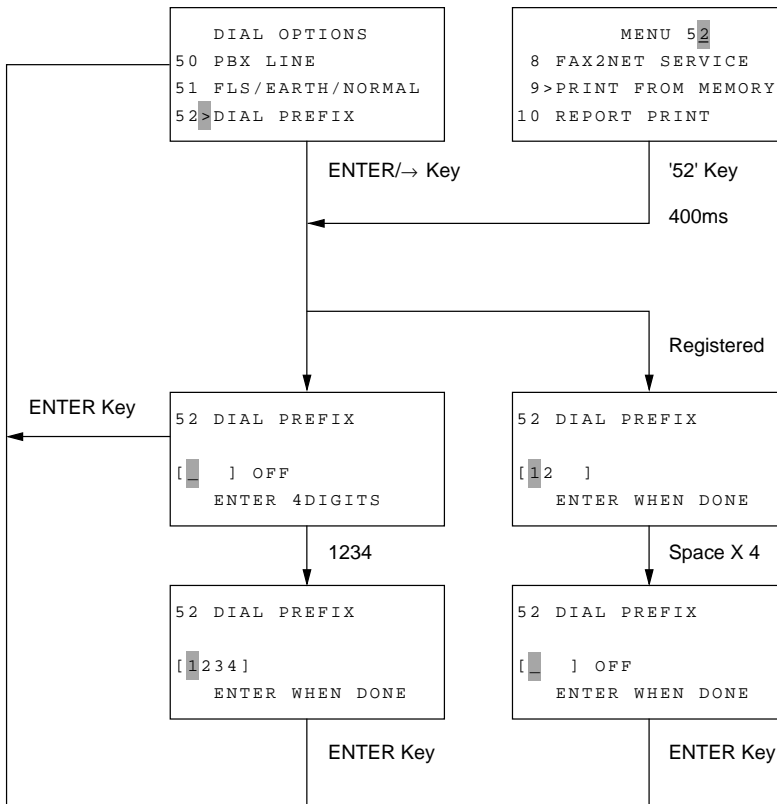 DIAL OPTIONS
50 PBX LINE
51 FLS/EARTH/NORMAL
52>DIAL PREFIX
MENU 52
8 FAX2NET SERVICE
9>PRINT FROM MEMORY
10 REPORT PRINT
ENTER/→ Key
'52' Key
400ms
Registered
ENTER Key
52 DIAL PREFIX
[_  ] OFF
ENTER 4DIGITS
52 DIAL PREFIX
[12  ]
ENTER WHEN DONE
1234
Space X 4
52 DIAL PREFIX
[1234]
ENTER WHEN DONE
52 DIAL PREFIX
[_  ] OFF
ENTER WHEN DONE
ENTER Key
ENTER Key